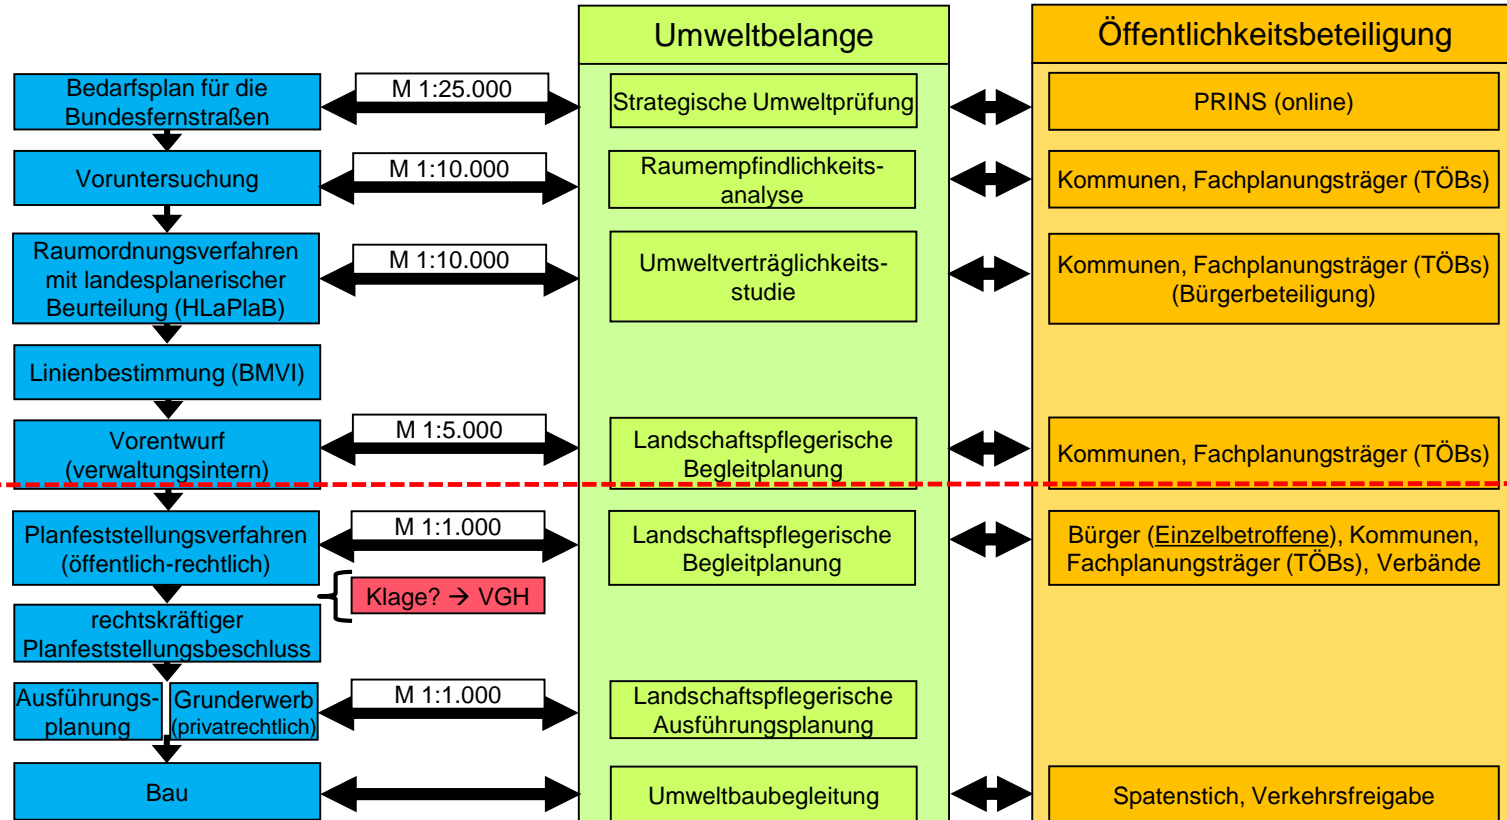 Umweltbelange
Öffentlichkeitsbeteiligung
Bedarfsplan für die
Bundesfernstraßen
M 1:25.000
Strategische Umweltprüfung
PRINS (online)
Voruntersuchung
M 1:10.000
Raumempfindlichkeits-
analyse
Kommunen, Fachplanungsträger (TÖBs)
Raumordnungsverfahren
mit landesplanerischer
Beurteilung (HLaPlaB)
M 1:10.000
Umweltverträglichkeits-
studie
Kommunen, Fachplanungsträger (TÖBs)
(Bürgerbeteiligung)
Linienbestimmung (BMVI)
Vorentwurf
(verwaltungsintern)
M 1:5.000
Landschaftspflegerische
Begleitplanung
Kommunen, Fachplanungsträger (TÖBs)
Planfeststellungsverfahren
(öffentlich-rechtlich)
M 1:1.000
Landschaftspflegerische
Begleitplanung
Bürger (Einzelbetroffene), Kommunen,
Fachplanungsträger (TÖBs), Verbände
Klage? → VGH
rechtskräftiger
Planfeststellungsbeschluss
Ausführungs-
planung
Grunderwerb
(privatrechtlich)
M 1:1.000
Landschaftspflegerische
Ausführungsplanung
Bau
Umweltbaubegleitung
Spatenstich, Verkehrsfreigabe